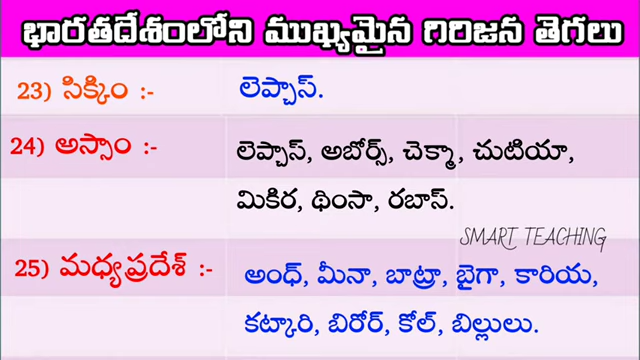 భారతదేశంలోని ముఖ్యమైన గిరిజన తెగలు
23) సిక్కిం :- లెప్చాస్.
24) అస్సాం :- లెప్చాస్, అబోర్స్, చెక్మా, చుటియా,
మికిర, థింసా, రబాస్.
SMART TEACHING
25) మధ్యప్రదేశ్ :- అంధ్, మీనా, బాట్రా, బైగా, కారియ,
కట్కారి, బిరోర్, కోల్, బిల్లులు.